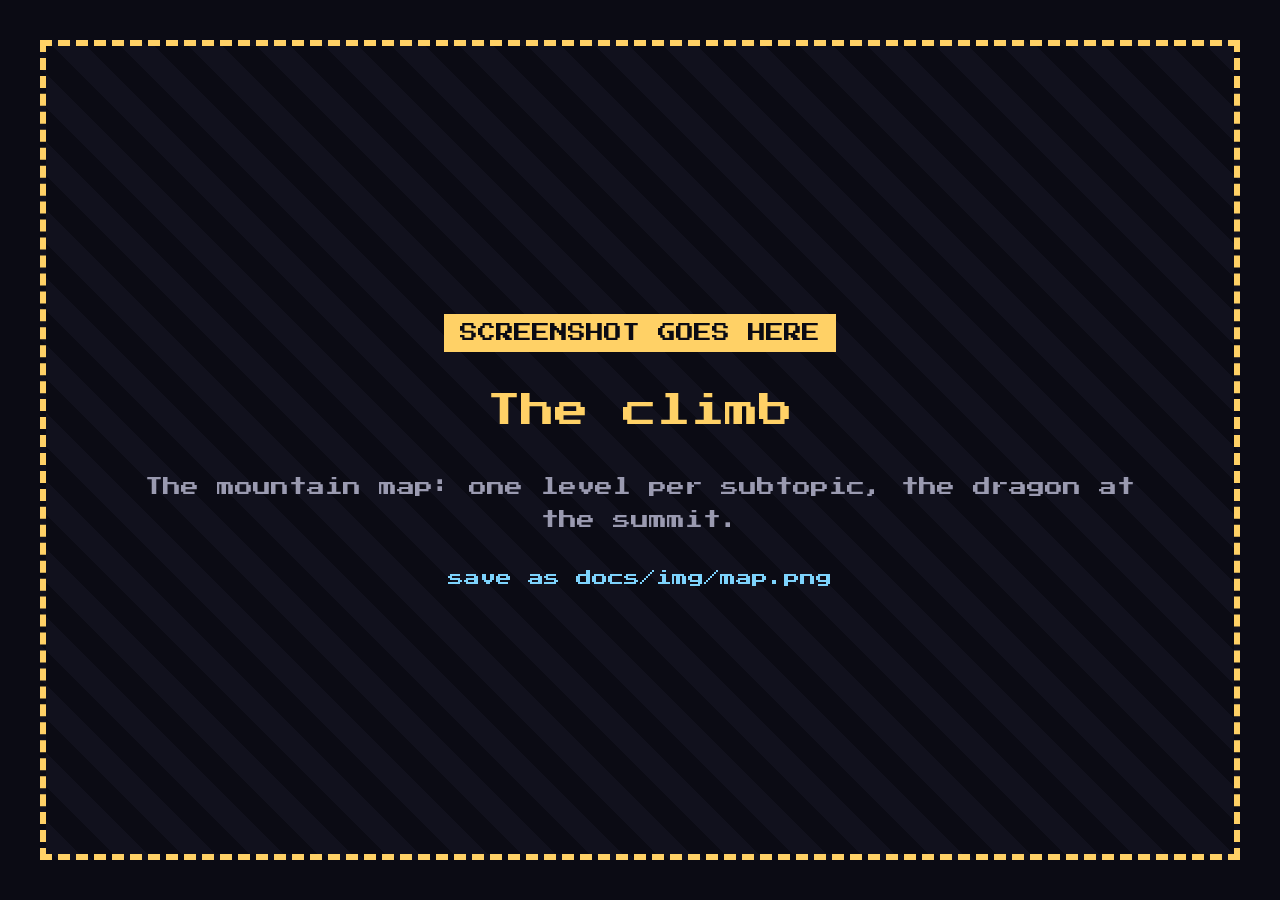 SCREENSHOT GOES HERE
The climb
The mountain map: one level per subtopic, the dragon at
the summit.
save as docs/img/map.png